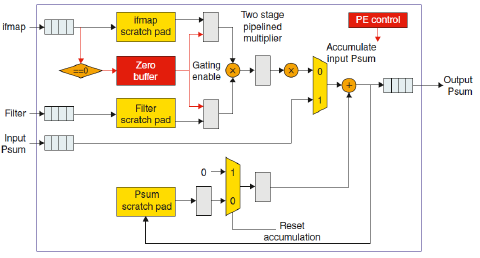 ifmap
ifmap
scratch pad
Two stage
pipelined
multiplier
PE control
Accumulate
input Psum
==0
Zero
buffer
Gating
enable
×
×
0
1
+
Output
Psum
Filter
Filter
scratch pad
Input
Psum
0
1
0
Psum
scratch pad
Reset
accumulation